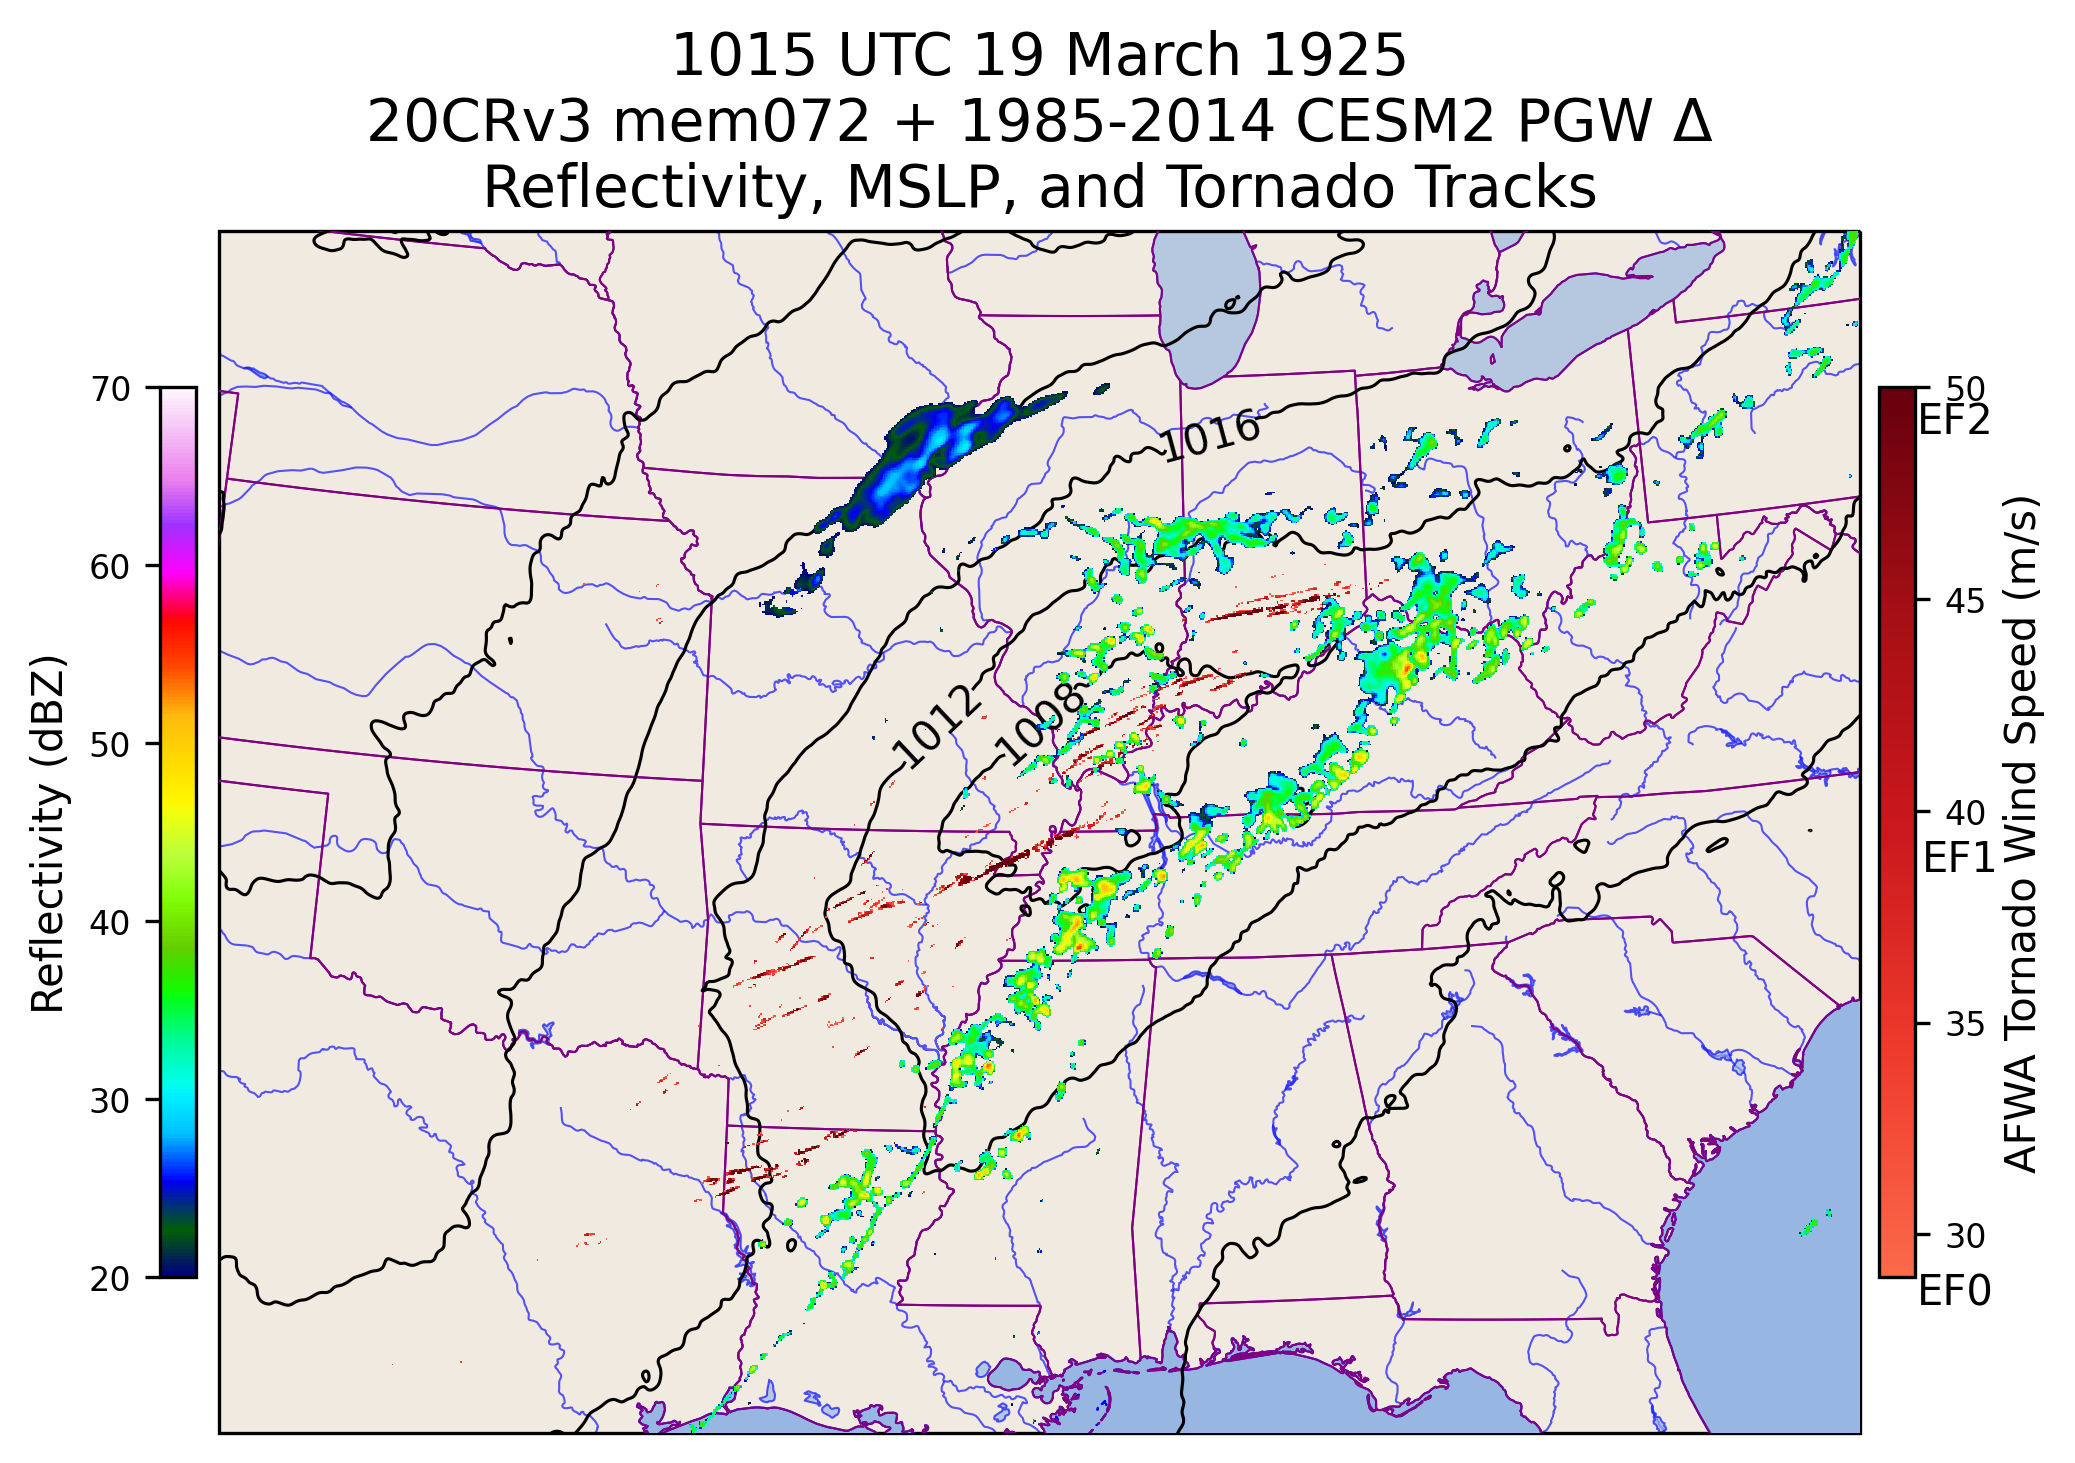 1015 UTC 19 March 1925
20CRv3 mem072 + 1985-2014 CESM2 PGW Δ
Reflectivity, MSLP, and Tornado Tracks
70
60
50
40
30
20
Reflectivity (dBZ)
1016
1012
1008
50
EF2
45
40
EF1
35
30
EF0
AFWA Tornado Wind Speed (m/s)